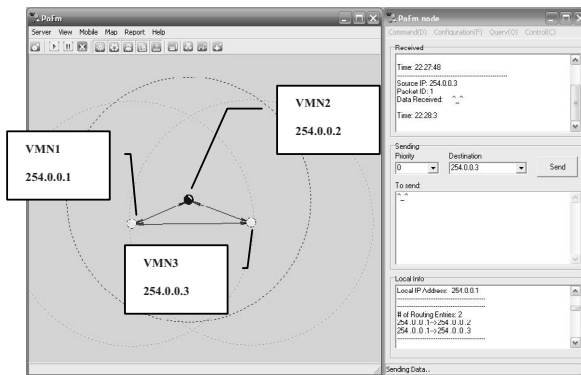 PoFm
Server View Mobile Map Report Help
VMN1
254.0.0.1
VMN2
254.0.0.2
VMN3
254.0.0.3
PoFm node
Command(D) Configuration(P) Query(Q) Control(C)
Received
Time: 22:27:48
Source IP: 254.0.0.3
Packet ID: 1
Data Received: ^_^
Time: 22:28:3
Sending
Priority Destination
0 254.0.0.3 Send
To send:
^_^
Local Info
Local IP Address: 254.0.0.1
# of Routing Entries: 2
254 .0 .0 .1-->254 .0 .0 .2
254 .0 .0 .1-->254 .0 .0 .3
Sending Data...